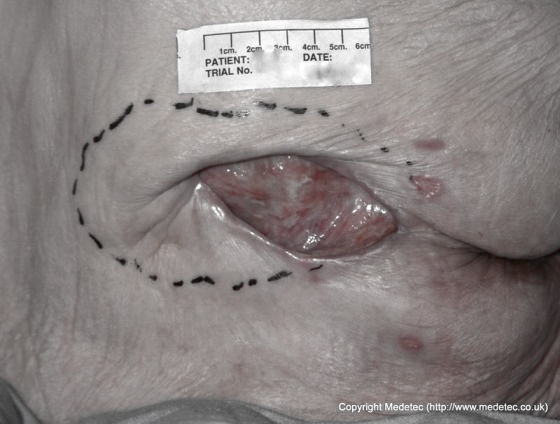 1cm. 2cm. 3cm. 4cm. 5cm. 6cm
PATIENT: DATE:
TRIAL No.
Copyright Medetec (http://www.medetec.co.uk)